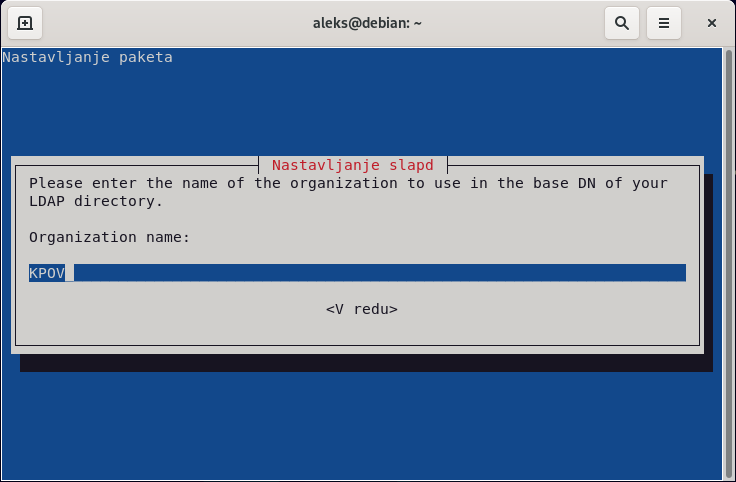 aleks@debian: ~
Nastavljanje paketa
Nastavljanje slapd
Please enter the name of the organization to use in the base DN of your
LDAP directory.
Organization name:
KPOV
<V redu>